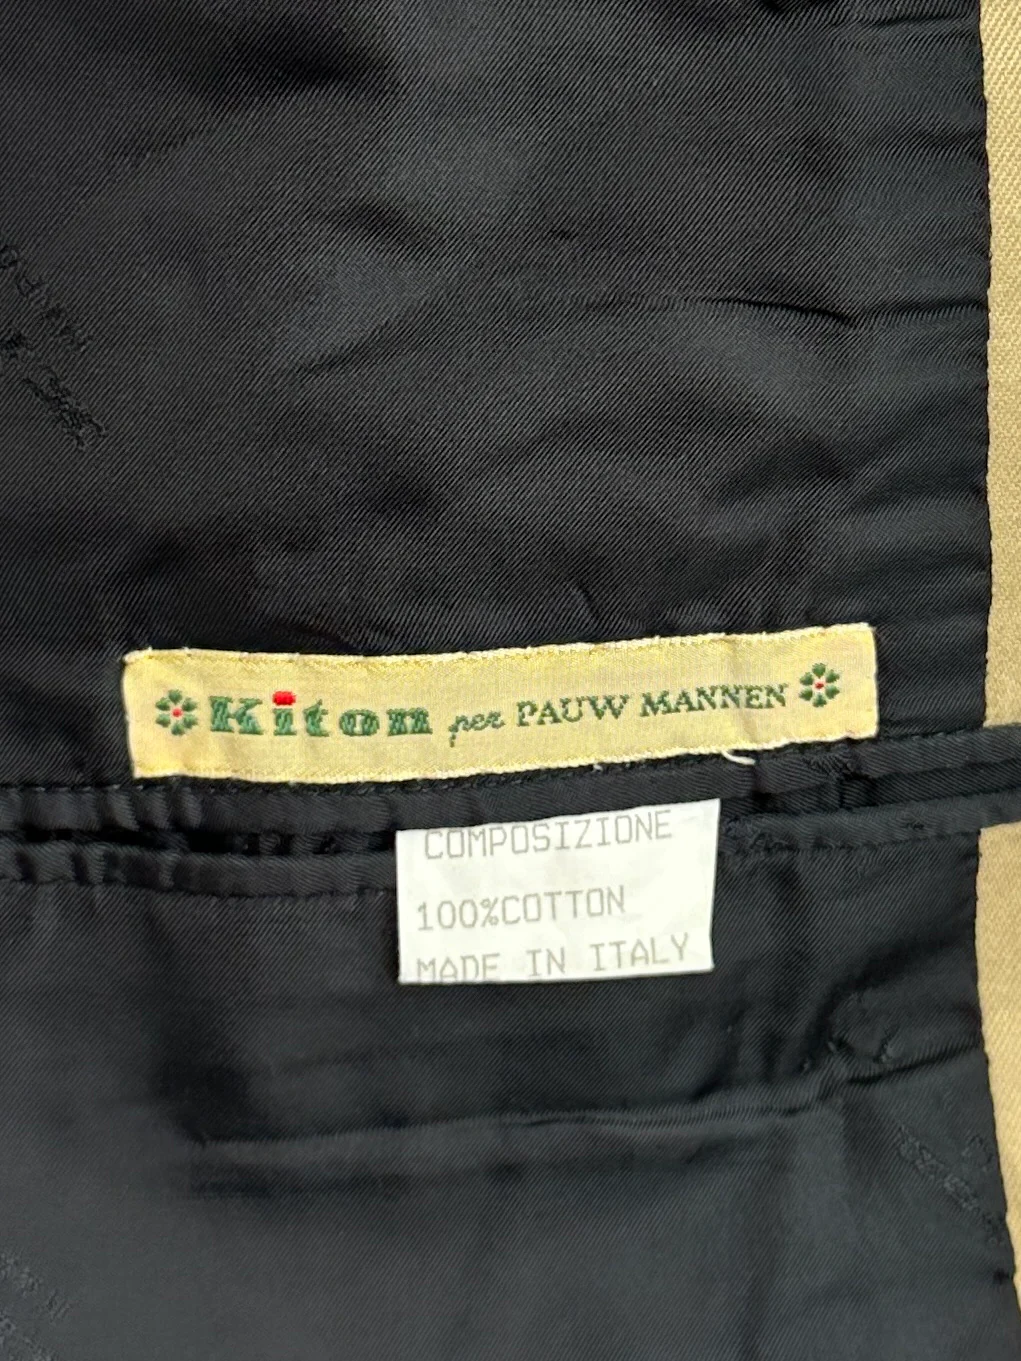 Kiton per PAUW MANNEN
COMPOSIZIONE
100%COTTON
MADE IN ITALY